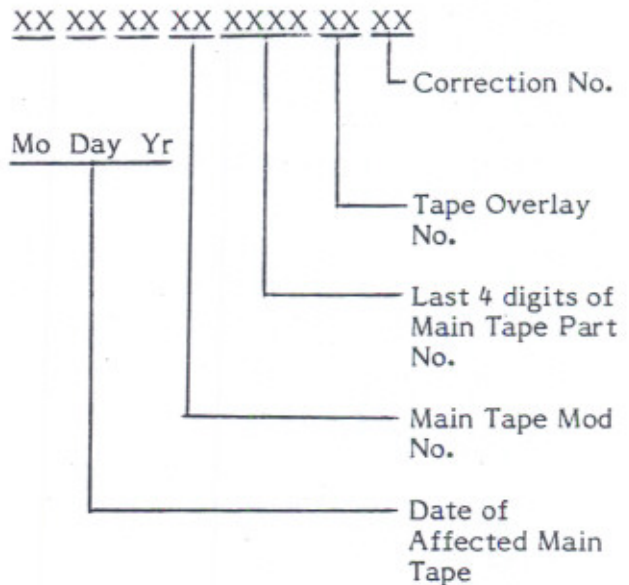 XX XX XX XX XXXX XX XX
Correction No.
Mo Day Yr
Tape Overlay
No.
Last 4 digits of
Main Tape Part
No.
Main Tape Mod
No.
Date of
Affected Main
Tape